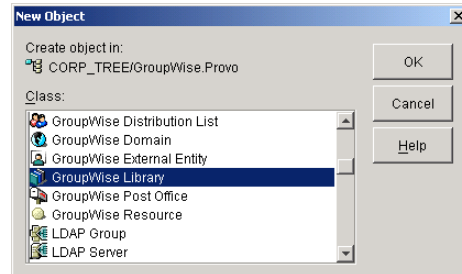 New Object
Create object in:
CORP_TREE/GroupWise.Provo
Class:
GroupWise Distribution List
GroupWise Domain
GroupWise External Entity
GroupWise Library
GroupWise Post Office
GroupWise Resource
LDAP Group
LDAP Server
OK
Cancel
Help